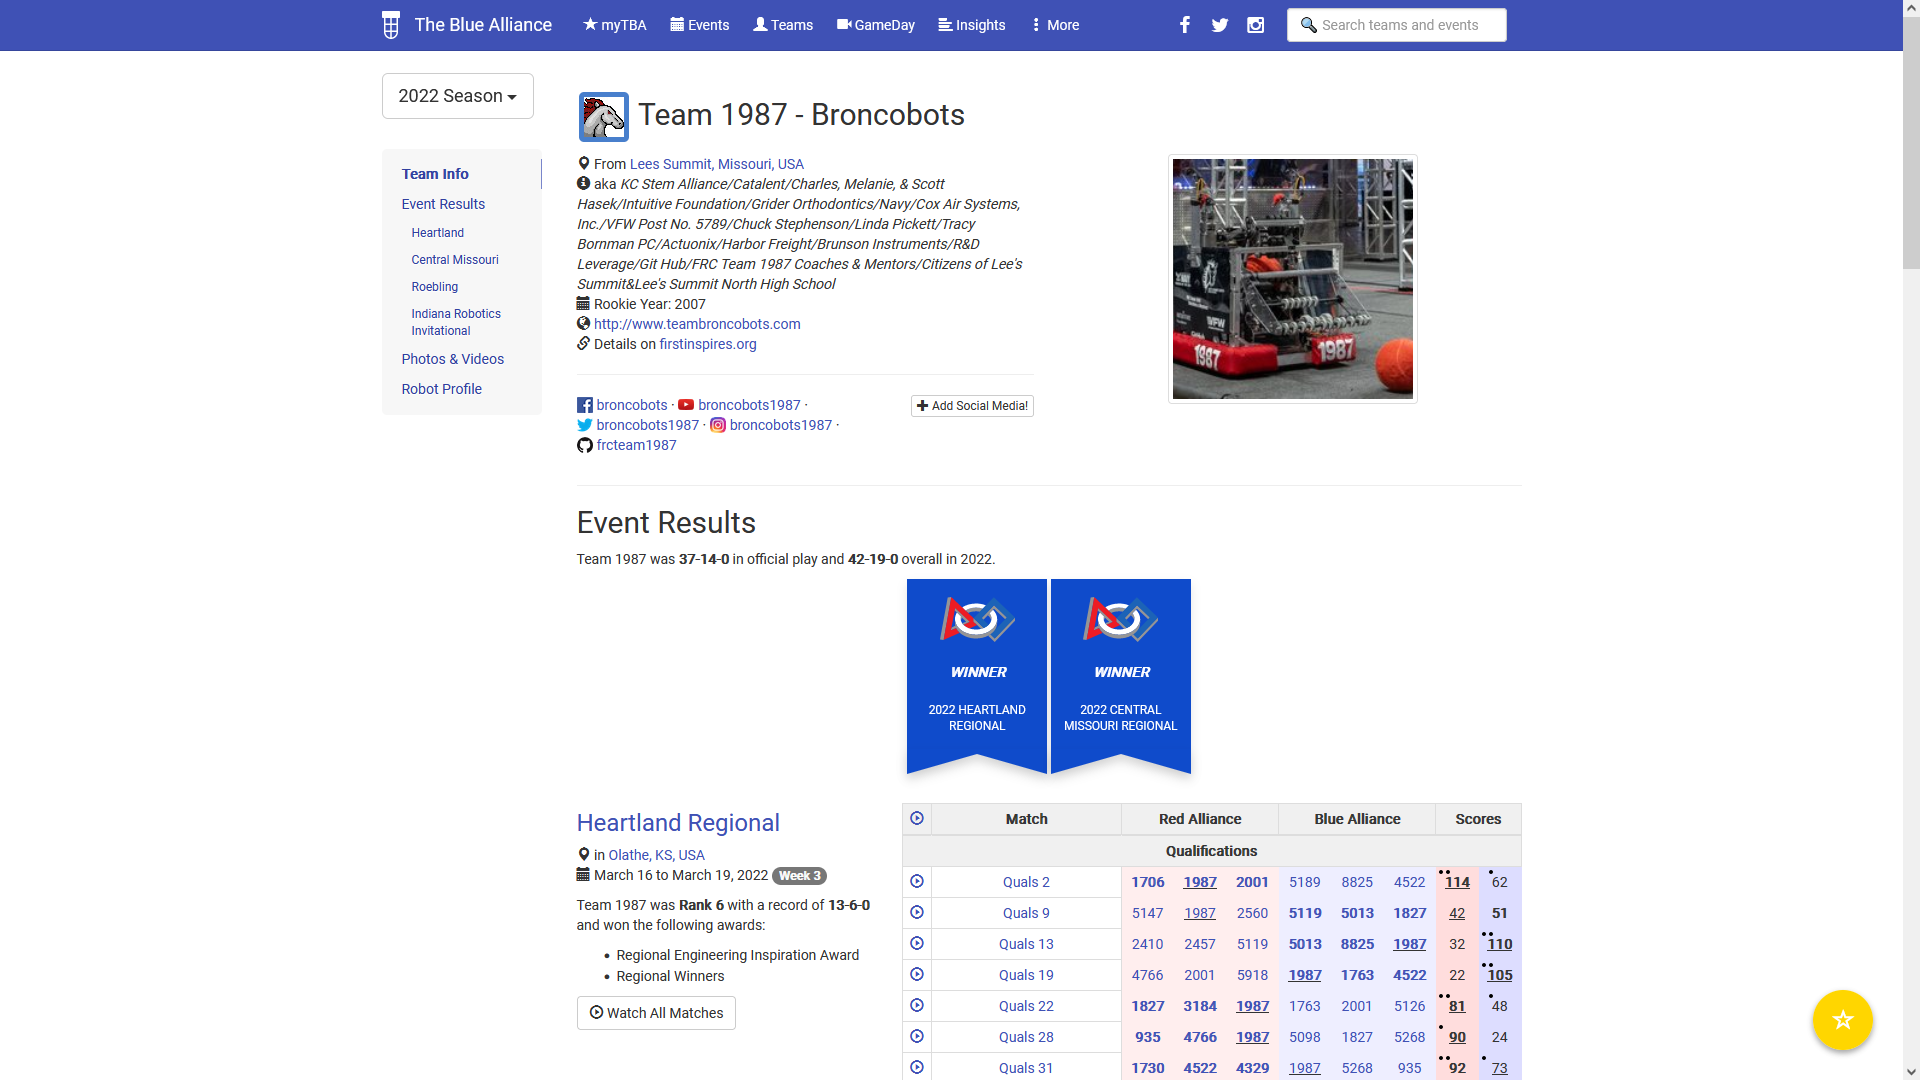 The Blue Alliance myTBA Events Teams GameDay Insights More Search teams and events
2022 Season
Team Info
Event Results
Heartland
Central Missouri
Roebling
Indiana Robotics
Invitational
Photos & Videos
Robot Profile
Team 1987 - Broncobots
From Lees Summit, Missouri, USA
aka KC Stem Alliance/Catalent/Charles, Melanie, & Scott
Hasek/Intuitive Foundation/Grider Orthodontics/Navy/Cox Air Systems,
Inc./VFW Post No. 5789/Chuck Stephenson/Linda Pickett/Tracy
Bornman PC/Actuonix/Harbor Freight/Brunson Instruments/R&D
Leverage/Git Hub/FRC Team 1987 Coaches & Mentors/Citizens of Lee's
Summit&Lee's Summit North High School
Rookie Year: 2007
http://www.teambroncobots.com
Details on firstinspires.org
broncobots · broncobots1987 ·
broncobots1987 · broncobots1987 ·
frcteam1987
Add Social Media!
VFW
1987 1987
Event Results
Team 1987 was 37-14-0 in official play and 42-19-0 overall in 2022.
WINNER
2022 HEARTLAND
REGIONAL
WINNER
2022 CENTRAL
MISSOURI REGIONAL
Heartland Regional
in Olathe, KS, USA
March 16 to March 19, 2022 Week 3
Team 1987 was Rank 6 with a record of 13-6-0
and won the following awards:
• Regional Engineering Inspiration Award
• Regional Winners
Watch All Matches
Match Red Alliance Blue Alliance Scores
Qualifications
Quals 2 1706 1987 2001 5189 8825 4522 114 62
Quals 9 5147 1987 2560 5119 5013 1827 42 51
Quals 13 2410 2457 5119 5013 8825 1987 32 110
Quals 19 4766 2001 5918 1987 1763 4522 22 105
Quals 22 1827 3184 1987 1763 2001 5126 81 48
Quals 28 935 4766 1987 5098 1827 5268 90 24
Quals 31 1730 4522 4329 1987 5268 935 92 73